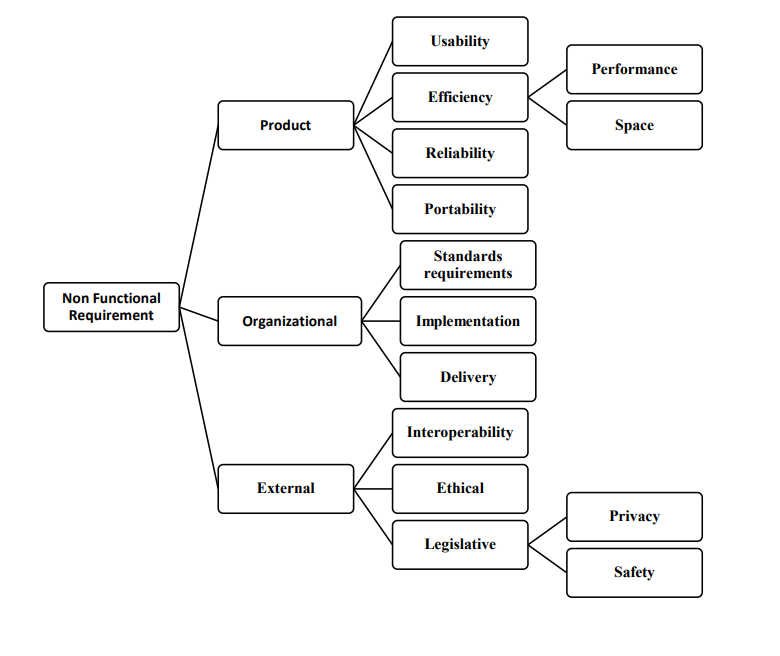 Usability
Performance
Efficiency
Product
Space
Reliability
Portability
Standards
requirements
Non Functional
Requirement
Organizational
Implementation
Delivery
Interoperability
External
Ethical
Privacy
Legislative
Safety